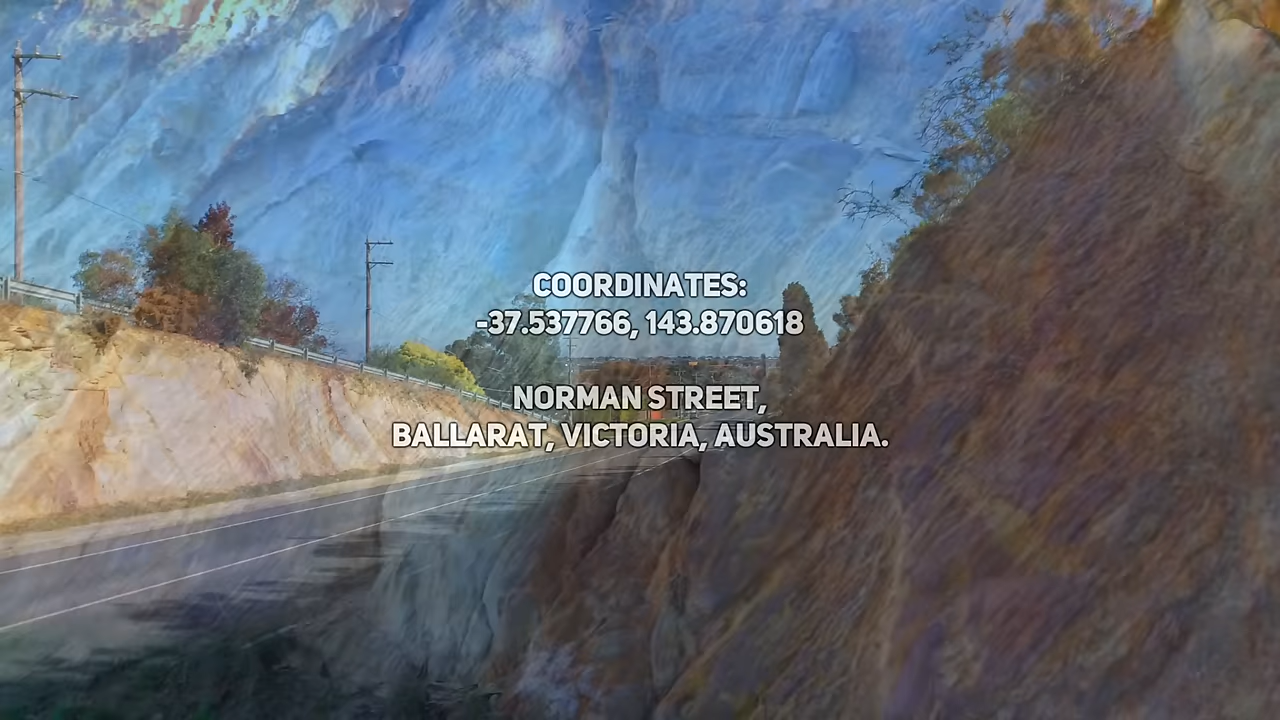 COORDINATES:
-37.537766, 143.870618
NORMAN STREET,
BALLARAT, VICTORIA, AUSTRALIA.